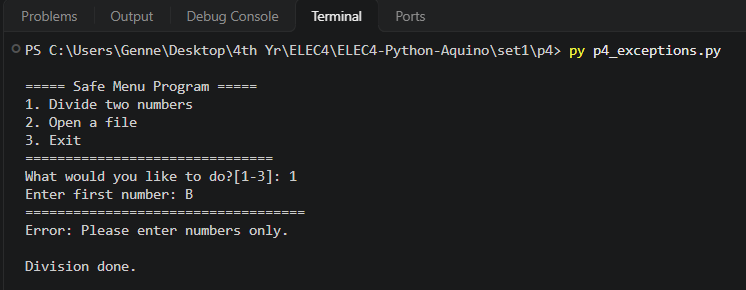 Problems Output Debug Console Terminal Ports
PS C:\Users\Genne\Desktop\4th Yr\ELEC4\ELEC4-Python-Aquino\set1\p4> py p4_exceptions.py
===== Safe Menu Program =====
1. Divide two numbers
2. Open a file
3. Exit
===============================
What would you like to do?[1-3]: 1
Enter first number: B
===================================
Error: Please enter numbers only.
Division done.